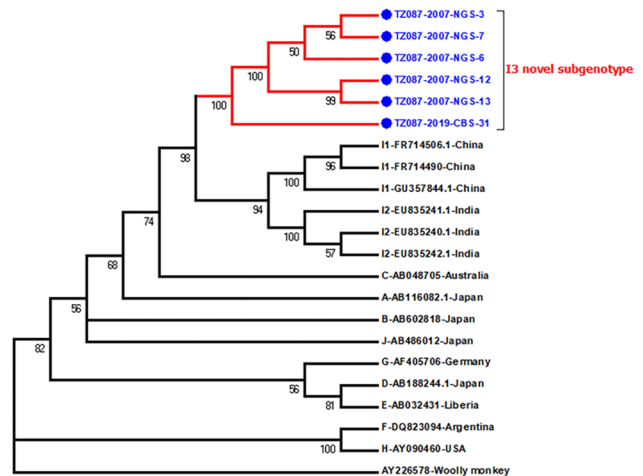 TZ087-2007-NGS-3
56
TZ087-2007-NGS-7
50
TZ087-2007-NGS-6
I3 novel subgenotype
100
TZ087-2007-NGS-12
99
TZ087-2007-NGS-13
100
TZ087-2019-CBS-31
I1-FR714506.1-China
98
96
I1-FR714490-China
100
I1-GU357844.1-China
94
I2-EU835241.1-India
74
100
I2-EU835240.1-India
57
I2-EU835242.1-India
68
C-AB048705-Australia
A-AB116082.1-Japan
56
B-AB602818-Japan
J-AB486012-Japan
82
G-AF405706-Germany
56
D-AB188244.1-Japan
81
E-AB032431-Liberia
F-DQ823094-Argentina
100
H-AY090460-USA
AY226578-Woolly monkey